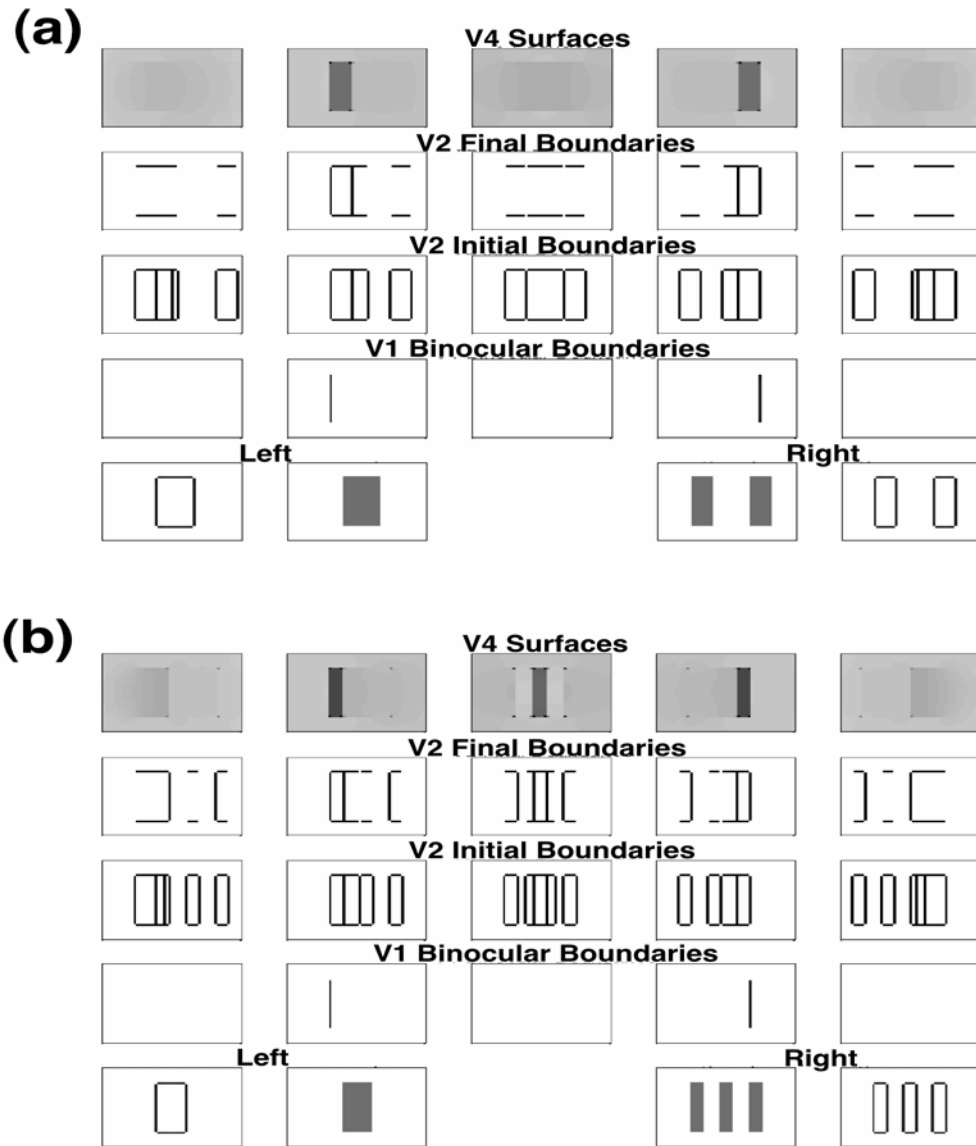 (a)
V4 Surfaces
V2 Final Boundaries
V2 Initial Boundaries
V1 Binocular Boundaries
Left Right
(b)
V4 Surfaces
V2 Final Boundaries
V2 Initial Boundaries
V1 Binocular Boundaries
Left Right